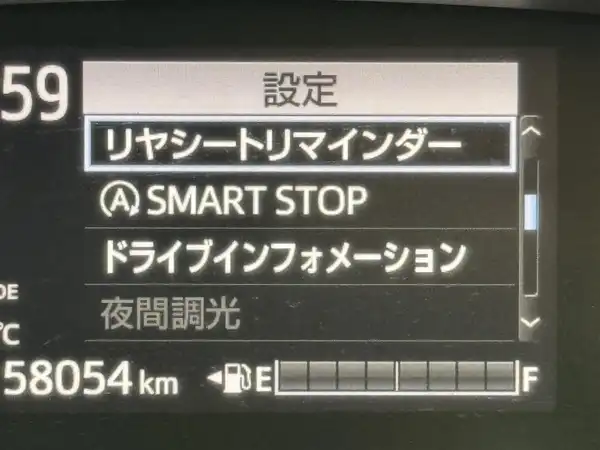 59
設定
リヤシートリマインダー
Ⓐ SMART STOP
ドライブインフォメーション
夜間調光
DE
℃
58054 km
E F